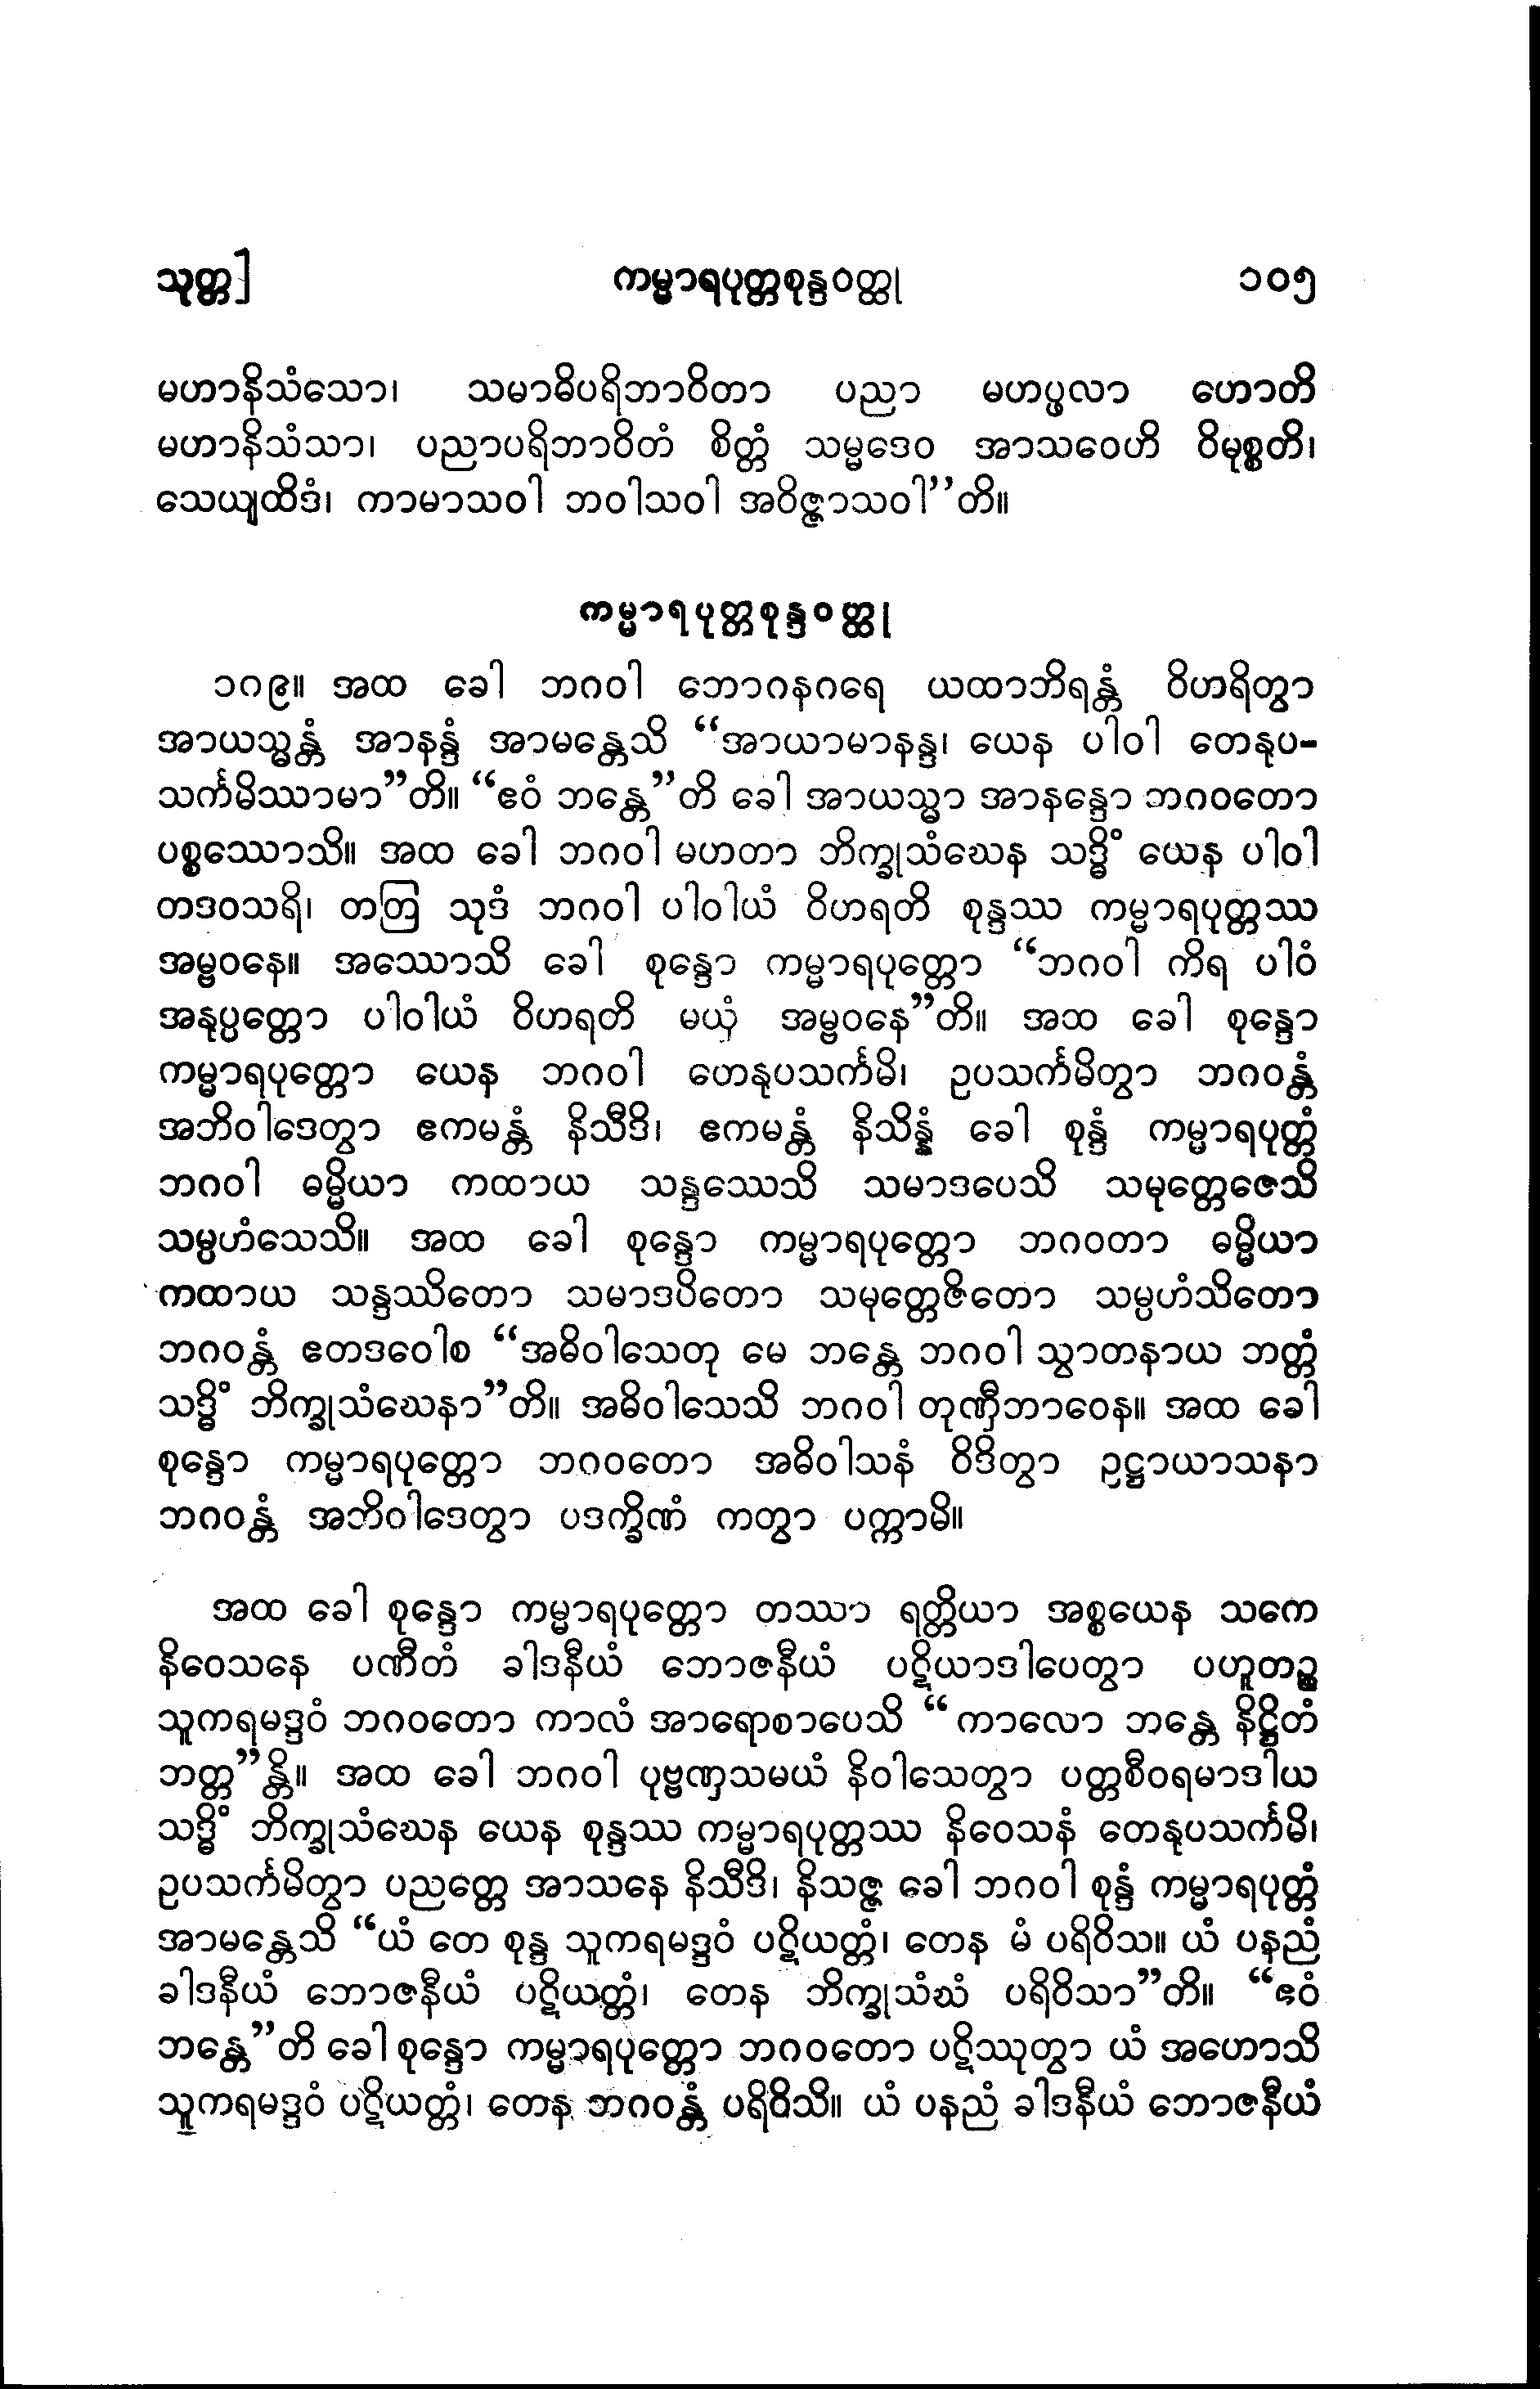 သုတ္တ] ကမ္မာရပုတ္တစုန္ဒဝတ္ထု ၁၀၅
မဟာနိသံသော၊ သမာဓိပရိဘာဝိတာ ပညာ မဟပ္ဖလာ ဟောတိ
မဟာနိသံသာ၊ ပညာပရိဘာဝိတံ စိတ္တံ သမ္မဒေဝ အာသဝေဟိ ဝိမုစ္စတိ၊
သေယျထိဒံ၊ ကာမာသဝါ ဘဝါသဝါ အဝိဇ္ဇာသဝါ”တိ။
ကမ္မာရပုတ္တစုန္ဒဝတ္ထု
၁၈၉။ အထ ခေါ ဘဂဝါ ဘောဂနဂရေ ယထာဘိရန္တံ ဝိဟရိတွာ
အာယသ္မန္တံ အာနန္ဒံ အာမန္တေသိ “အာယာမာနန္ဒ၊ ယေန ပါဝါ တေနုပ-
သင်္ကမိဿာမာ”တိ။ “ဧဝံ ဘန္တေ”တိ ခေါ အာယသ္မာ အာနန္ဒော ဘဂဝတော
ပစ္စဿောသိ။ အထ ခေါ ဘဂဝါ မဟတာ ဘိက္ခုသံဃေန သဒ္ဓိံ ယေန ပါဝါ
တဒဝသရိ၊ တတြ သုဒံ ဘဂဝါ ပါဝါယံ ဝိဟရတိ စုန္ဒဿ ကမ္မာရပုတ္တဿ
အမ္ဗဝနေ။ အဿောသိ ခေါ စုန္ဒော ကမ္မာရပုတ္တော “ဘဂဝါ ကိရ ပါဝံ
အနုပ္ပတ္တော ပါဝါယံ ဝိဟရတိ မယှံ အမ္ဗဝနေ”တိ။ အထ ခေါ စုန္ဒော
ကမ္မာရပုတ္တော ယေန ဘဂဝါ တေနုပသင်္ကမိ၊ ဥပသင်္ကမိတွာ ဘဂဝန္တံ
အဘိဝါဒေတွာ ဧကမန္တံ နိသီဒိ၊ ဧကမန္တံ နိသိန္နံ ခေါ စုန္ဒံ ကမ္မာရပုတ္တံ
ဘဂဝါ ဓမ္မိယာ ကထာယ သန္ဒဿေသိ သမာဒပေသိ သမုတ္တေဇေသိ
သမ္ပဟံသေသိ။ အထ ခေါ စုန္ဒော ကမ္မာရပုတ္တော ဘဂဝတာ ဓမ္မိယာ
ကထာယ သန္ဒဿိတော သမာဒပိတော သမုတ္တေဇိတော သမ္ပဟံသိတော
ဘဂဝန္တံ ဧတဒဝေါစ “အဓိဝါသေတု မေ ဘန္တေ ဘဂဝါ သွာတနာယ ဘတ္တံ
သဒ္ဓိံ ဘိက္ခုသံဃေနာ”တိ။ အဓိဝါသေသိ ဘဂဝါ တုဏှီဘာဝေန။ အထ ခေါ
စုန္ဒော ကမ္မာရပုတ္တော ဘဂဝတော အဓိဝါသနံ ဝိဒိတွာ ဥဋ္ဌာယာသနာ
ဘဂဝန္တံ အဘိဝါဒေတွာ ပဒက္ခိဏံ ကတွာ ပက္ကာမိ။
အထ ခေါ စုန္ဒော ကမ္မာရပုတ္တော တဿာ ရတ္တိယာ အစ္စယေန သကေ
နိဝေသနေ ပဏီတံ ခါဒနီယံ ဘောဇနီယံ ပဋိယာဒါပေတွာ ပဟူတဉ္စ
သူကရမဒ္ဒဝံ ဘဂဝတော ကာလံ အာရောစာပေသိ “ကာလော ဘန္တေ နိဋ္ဌိတံ
ဘတ္တ”န္တိ။ အထ ခေါ ဘဂဝါ ပုဗ္ဗဏှသမယံ နိဝါသေတွာ ပတ္တစီဝရမာဒါယ
သဒ္ဓိံ ဘိက္ခုသံဃေန ယေန စုန္ဒဿ ကမ္မာရပုတ္တဿ နိဝေသနံ တေနုပသင်္ကမိ၊
ဥပသင်္ကမိတွာ ပညတ္တေ အာသနေ နိသီဒိ၊ နိသဇ္ဇ ခေါ ဘဂဝါ စုန္ဒံ ကမ္မာရပုတ္တံ
အာမန္တေသိ “ယံ တေ စုန္ဒ သူကရမဒ္ဒဝံ ပဋိယတ္တံ၊ တေန မံ ပရိဝိသ။ ယံ ပနညံ
ခါဒနီယံ ဘောဇနီယံ ပဋိယတ္တံ၊ တေန ဘိက္ခုသံဃံ ပရိဝိသာ”တိ။ “ဧဝံ
ဘန္တေ”တိ ခေါ စုန္ဒော ကမ္မာရပုတ္တော ဘဂဝတော ပဋိဿုတွာ ယံ အဟောသိ
သူကရမဒ္ဒဝံ ပဋိယတ္တံ၊ တေန ဘဂဝန္တံ ပရိဝိသိ။ ယံ ပနညံ ခါဒနီယံ ဘောဇနီယံ